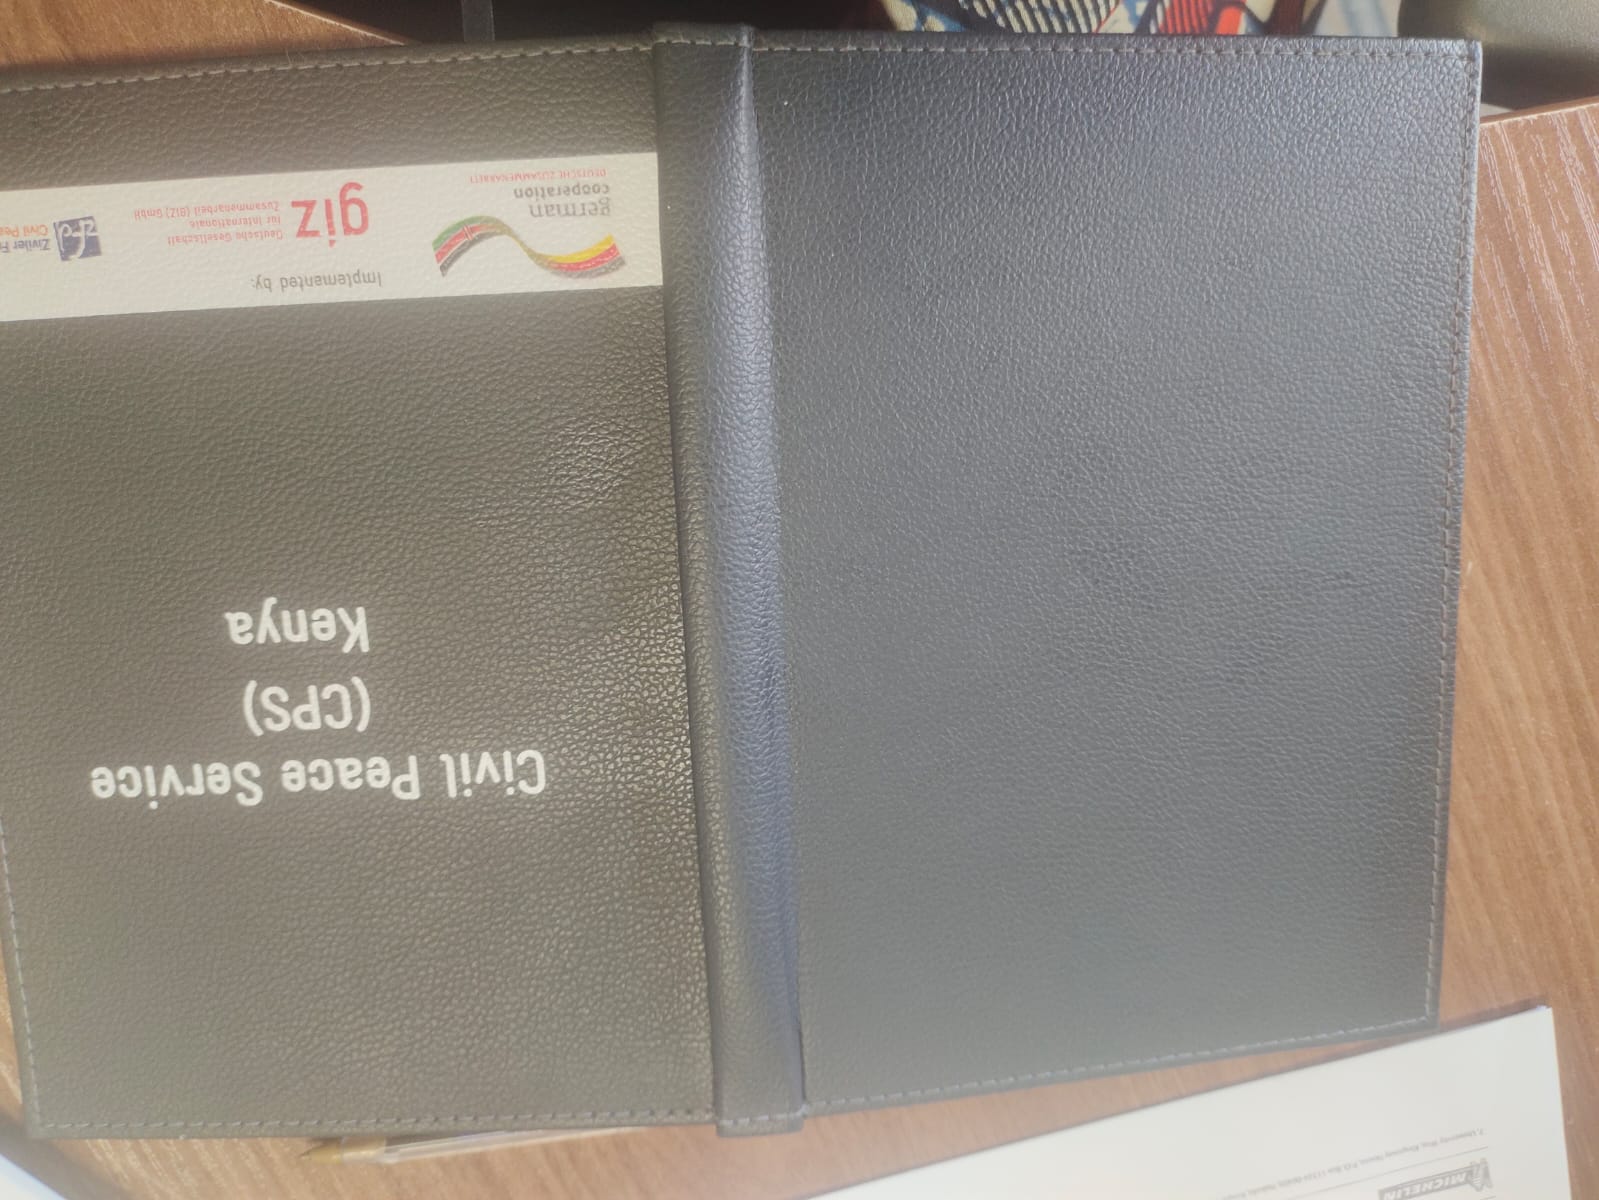 Civil Peace Service
(CPS)
Kenya
Implemented by:
german
cooperation
DEUTSCHE ZUSAMMENARBEIT
giz
Deutsche Gesellschaft
für Internationale
Zusammenarbeit (GIZ) GmbH
zfd
Ziviler
Civil
MICHELIN